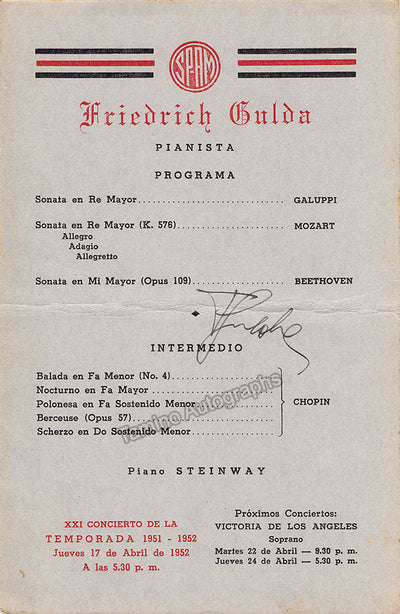 SPAM
Friedrich Gulda
PIANISTA
PROGRAMA
Sonata en Re Mayor.............................. GALUPPI
Sonata en Re Mayor (K. 576)..................... MOZART
Allegro
Adagio
Allegretto
Sonata en Mi Mayor (Opus 109)................... BEETHOVEN
Gulda
INTERMEDIO
Balada en Fa Menor (No. 4)
Nocturno en Fa Mayor
Polonesa en Fa Sostenido Menor
CHOPIN
Berceuse (Opus 57)
Scherzo en Do Sostenido Menor
Tamino Autographs
Piano STEINWAY
XXI CONCIERTO DE LA
TEMPORADA 1951 - 1952
Jueves 17 de Abril de 1952
A las 5.30 p. m.
Próximos Conciertos:
VICTORIA DE LOS ANGELES
Soprano
Martes 22 de Abril — 9.30 p. m.
Jueves 24 de Abril — 5.30 p. m.